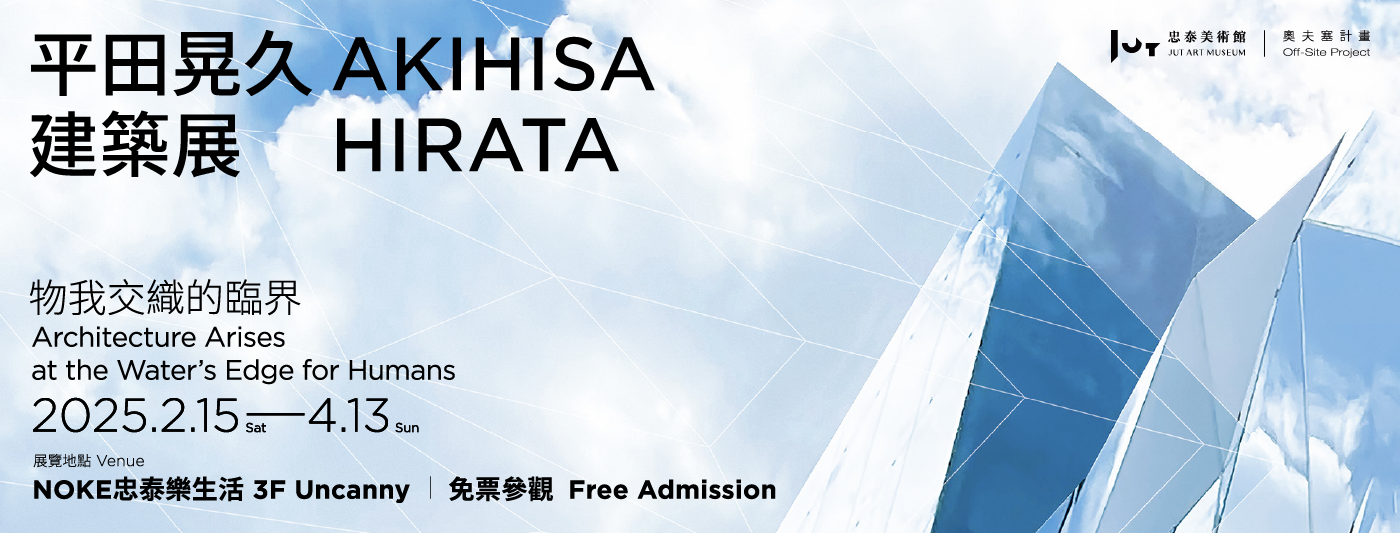 平田晃久 AKIHISA
建築展 HIRATA
JUT 忠泰美術館
JUT ART MUSEUM
奧夫塞計畫
Off-Site Project
物我交織的臨界
Architecture Arises
at the Water’s Edge for Humans
2025.2.15 Sat—4.13 Sun
展覽地點 Venue
NOKE忠泰樂生活 3F Uncanny | 免票參觀 Free Admission